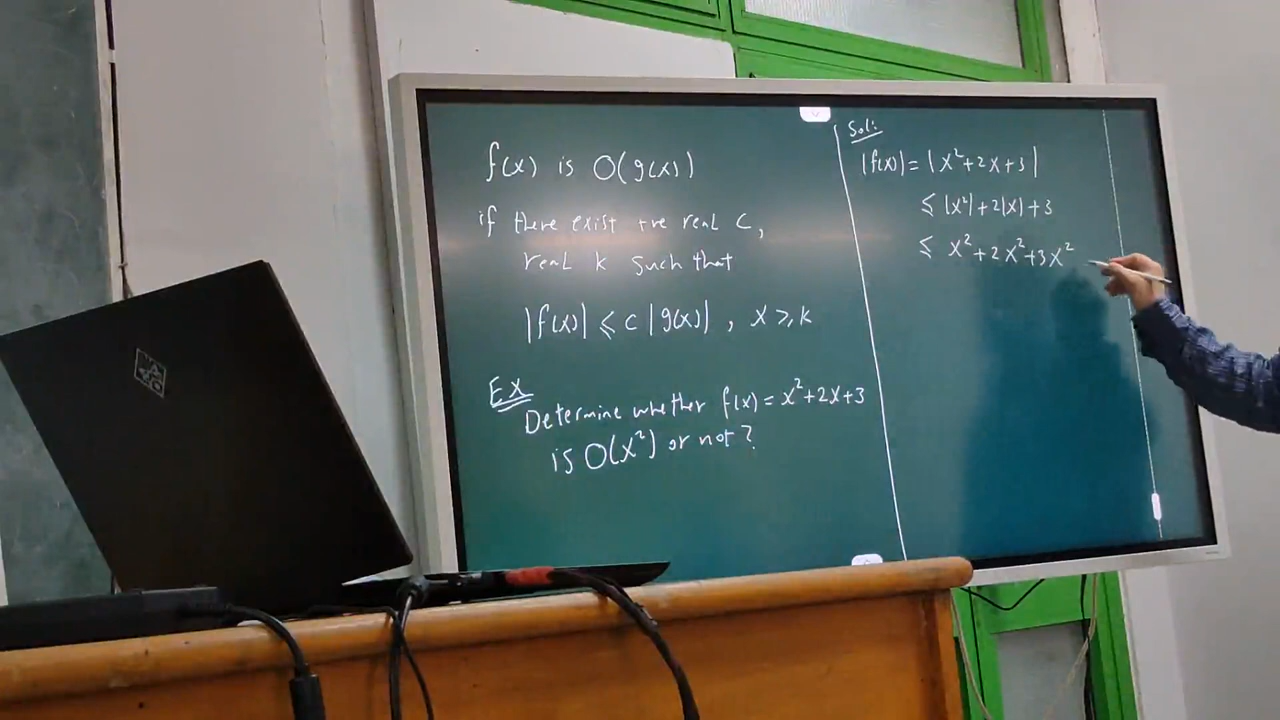 f(x) is O(g(x))
if there exist +ve real c,
real k such that
|f(x)| ⩽ c |g(x)| , x ⩾ k
Ex
Determine whether f(x) = x²+2x+3
is O(x²) or not?
Sol:
|f(x)| = |x²+2x+3|
⩽ |x²|+2|x|+3
⩽ x²+2x²+3x²